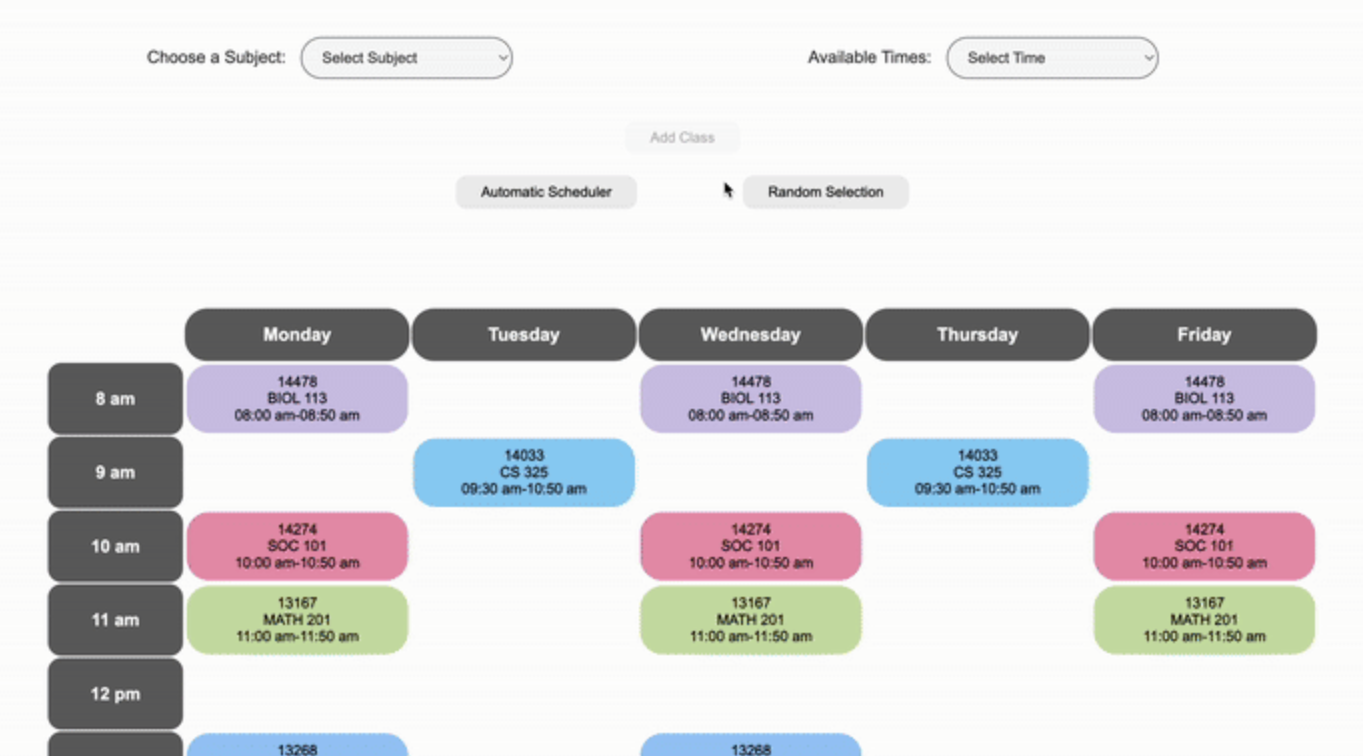 Choose a Subject: Select Subject Available Times: Select Time
Add Class
Automatic Scheduler Random Selection
Monday Tuesday Wednesday Thursday Friday
8 am
14478
BIOL 113
08:00 am-08:50 am
14478
BIOL 113
08:00 am-08:50 am
14478
BIOL 113
08:00 am-08:50 am
9 am
14033
CS 325
09:30 am-10:50 am
14033
CS 325
09:30 am-10:50 am
10 am
14274
SOC 101
10:00 am-10:50 am
14274
SOC 101
10:00 am-10:50 am
14274
SOC 101
10:00 am-10:50 am
11 am
13167
MATH 201
11:00 am-11:50 am
13167
MATH 201
11:00 am-11:50 am
13167
MATH 201
11:00 am-11:50 am
12 pm
13268
13268